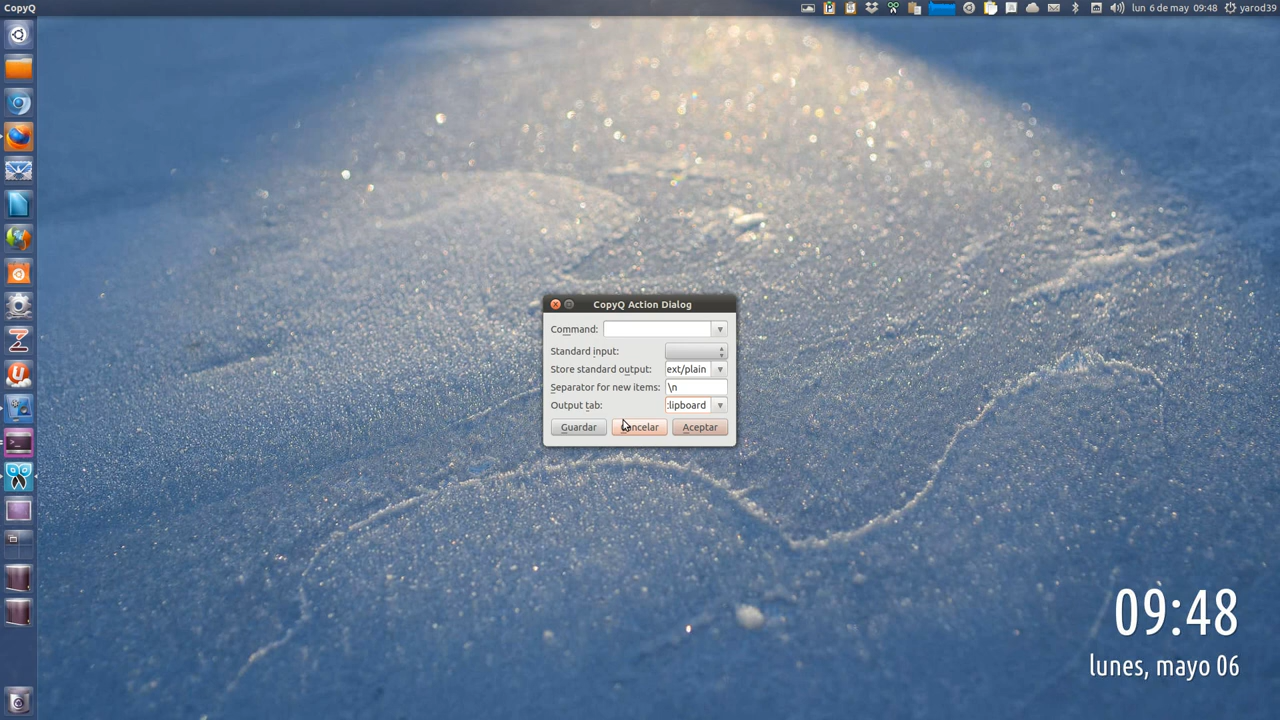 CopyQ
lun 6 de may 09:48
yarod39
CopyQ Action Dialog
Command:
Standard input:
Store standard output: ext/plain
Separator for new items: \n
Output tab: :lipboard
Guardar
Aceptar
09:48
lunes, mayo 06